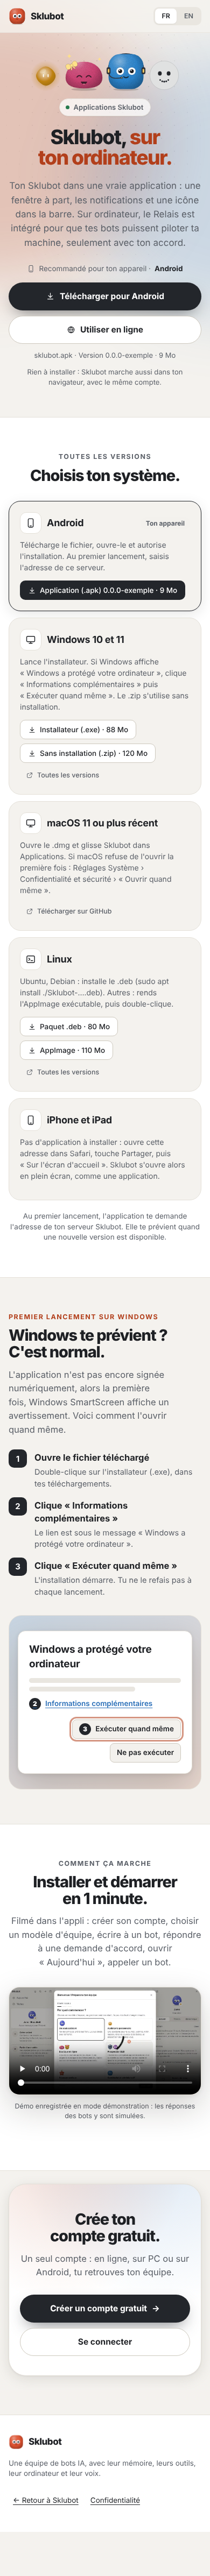 Sklubot
FR EN
Applications Sklubot
Sklubot, sur
ton ordinateur.
Ton Sklubot dans une vraie application : une
fenêtre à part, les notifications et une icône
dans la barre. Sur ordinateur, le Relais est
intégré pour que tes bots puissent piloter ta
machine, seulement avec ton accord.
Recommandé pour ton appareil · Android
Télécharger pour Android
Utiliser en ligne
sklubot.apk · Version 0.0.0-exemple · 9 Mo
Rien à installer : Sklubot marche aussi dans ton
navigateur, avec le même compte.
TOUTES LES VERSIONS
Choisis ton système.
Android
Ton appareil
Télécharge le fichier, ouvre-le et autorise
l'installation. Au premier lancement, saisis
l'adresse de ce serveur.
Application (.apk) 0.0.0-exemple · 9 Mo
Windows 10 et 11
Lance l'installateur. Si Windows affiche
« Windows a protégé votre ordinateur », clique
« Informations complémentaires » puis
« Exécuter quand même ». Le .zip s'utilise sans
installation.
Installateur (.exe) · 88 Mo
Sans installation (.zip) · 120 Mo
Toutes les versions
macOS 11 ou plus récent
Ouvre le .dmg et glisse Sklubot dans
Applications. Si macOS refuse de l'ouvrir la
première fois : Réglages Système ›
Confidentialité et sécurité › « Ouvrir quand
même ».
Télécharger sur GitHub
Linux
Ubuntu, Debian : installe le .deb (sudo apt
install ./Sklubot-….deb). Autres : rends
l'AppImage exécutable, puis double-clique.
Paquet .deb · 80 Mo
AppImage · 110 Mo
Toutes les versions
iPhone et iPad
Pas d'application à installer : ouvre cette
adresse dans Safari, touche Partager, puis
« Sur l'écran d'accueil ». Sklubot s'ouvre alors
en plein écran, comme une application.
Au premier lancement, l'application te demande
l'adresse de ton serveur Sklubot. Elle te prévient quand
une nouvelle version est disponible.
PREMIER LANCEMENT SUR WINDOWS
Windows te prévient ?
C'est normal.
L'application n'est pas encore signée
numériquement, alors la première
fois, Windows SmartScreen affiche un
avertissement. Voici comment l'ouvrir
quand même.
1 Ouvre le fichier téléchargé
Double-clique sur l'installateur (.exe), dans
tes téléchargements.
2 Clique « Informations
complémentaires »
Le lien est sous le message « Windows a
protégé votre ordinateur ».
3 Clique « Exécuter quand même »
L'installation démarre. Tu ne le refais pas à
chaque lancement.
Windows a protégé votre
ordinateur
2 Informations complémentaires
3 Exécuter quand même
Ne pas exécuter
COMMENT ÇA MARCHE
Installer et démarrer
en 1 minute.
Filmé dans l'appli : créer son compte, choisir
un modèle d'équipe, écrire à un bot, répondre
à une demande d'accord, ouvrir
« Aujourd'hui », appeler un bot.
0:00
Démo enregistrée en mode démonstration : les réponses
des bots y sont simulées.
Crée ton
compte gratuit.
Un seul compte : en ligne, sur PC ou sur
Android, tu retrouves ton équipe.
Créer un compte gratuit →
Se connecter
Sklubot
Une équipe de bots IA, avec leur mémoire, leurs outils,
leur ordinateur et leur voix.
← Retour à Sklubot Confidentialité